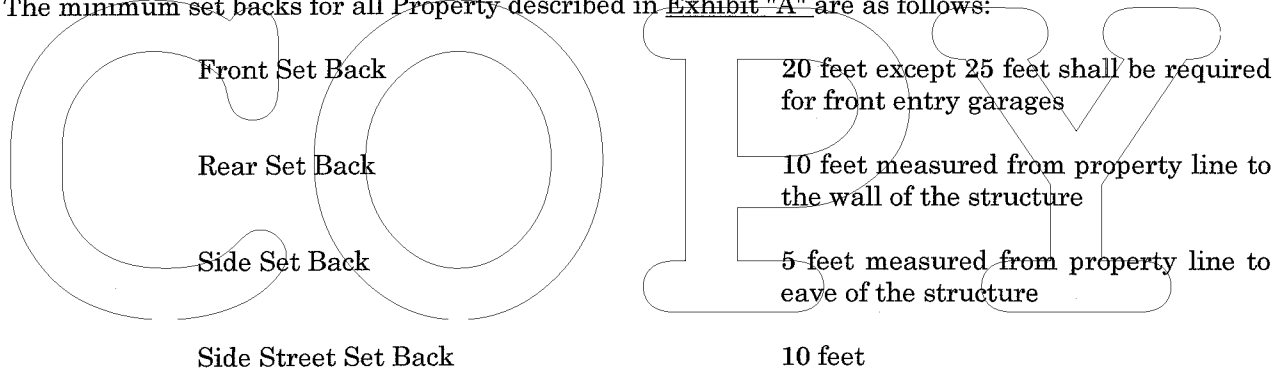 The minimum set backs for all Property described in Exhibit "A" are as follows:
Front Set Back 20 feet except 25 feet shall be required
for front entry garages
Rear Set Back 10 feet measured from property line to
the wall of the structure
Side Set Back 5 feet measured from property line to
eave of the structure
Side Street Set Back 10 feet
COPY